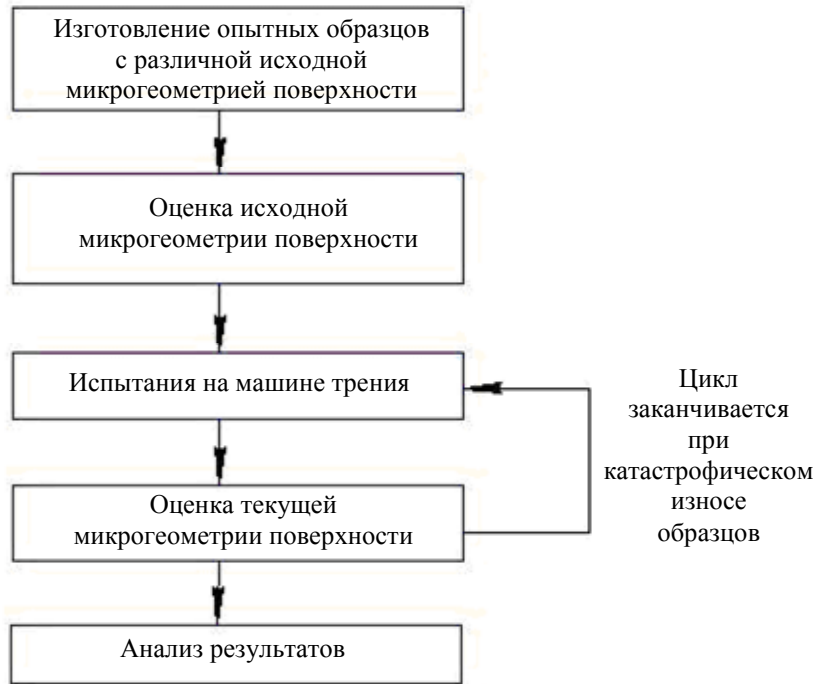 Изготовление опытных образцов
с различной исходной
микрогеометрией поверхности
Оценка исходной
микрогеометрии поверхности
Испытания на машине трения
Цикл
заканчивается
при
катастрофическом
износе
образцов
Оценка текущей
микрогеометрии поверхности
Анализ результатов